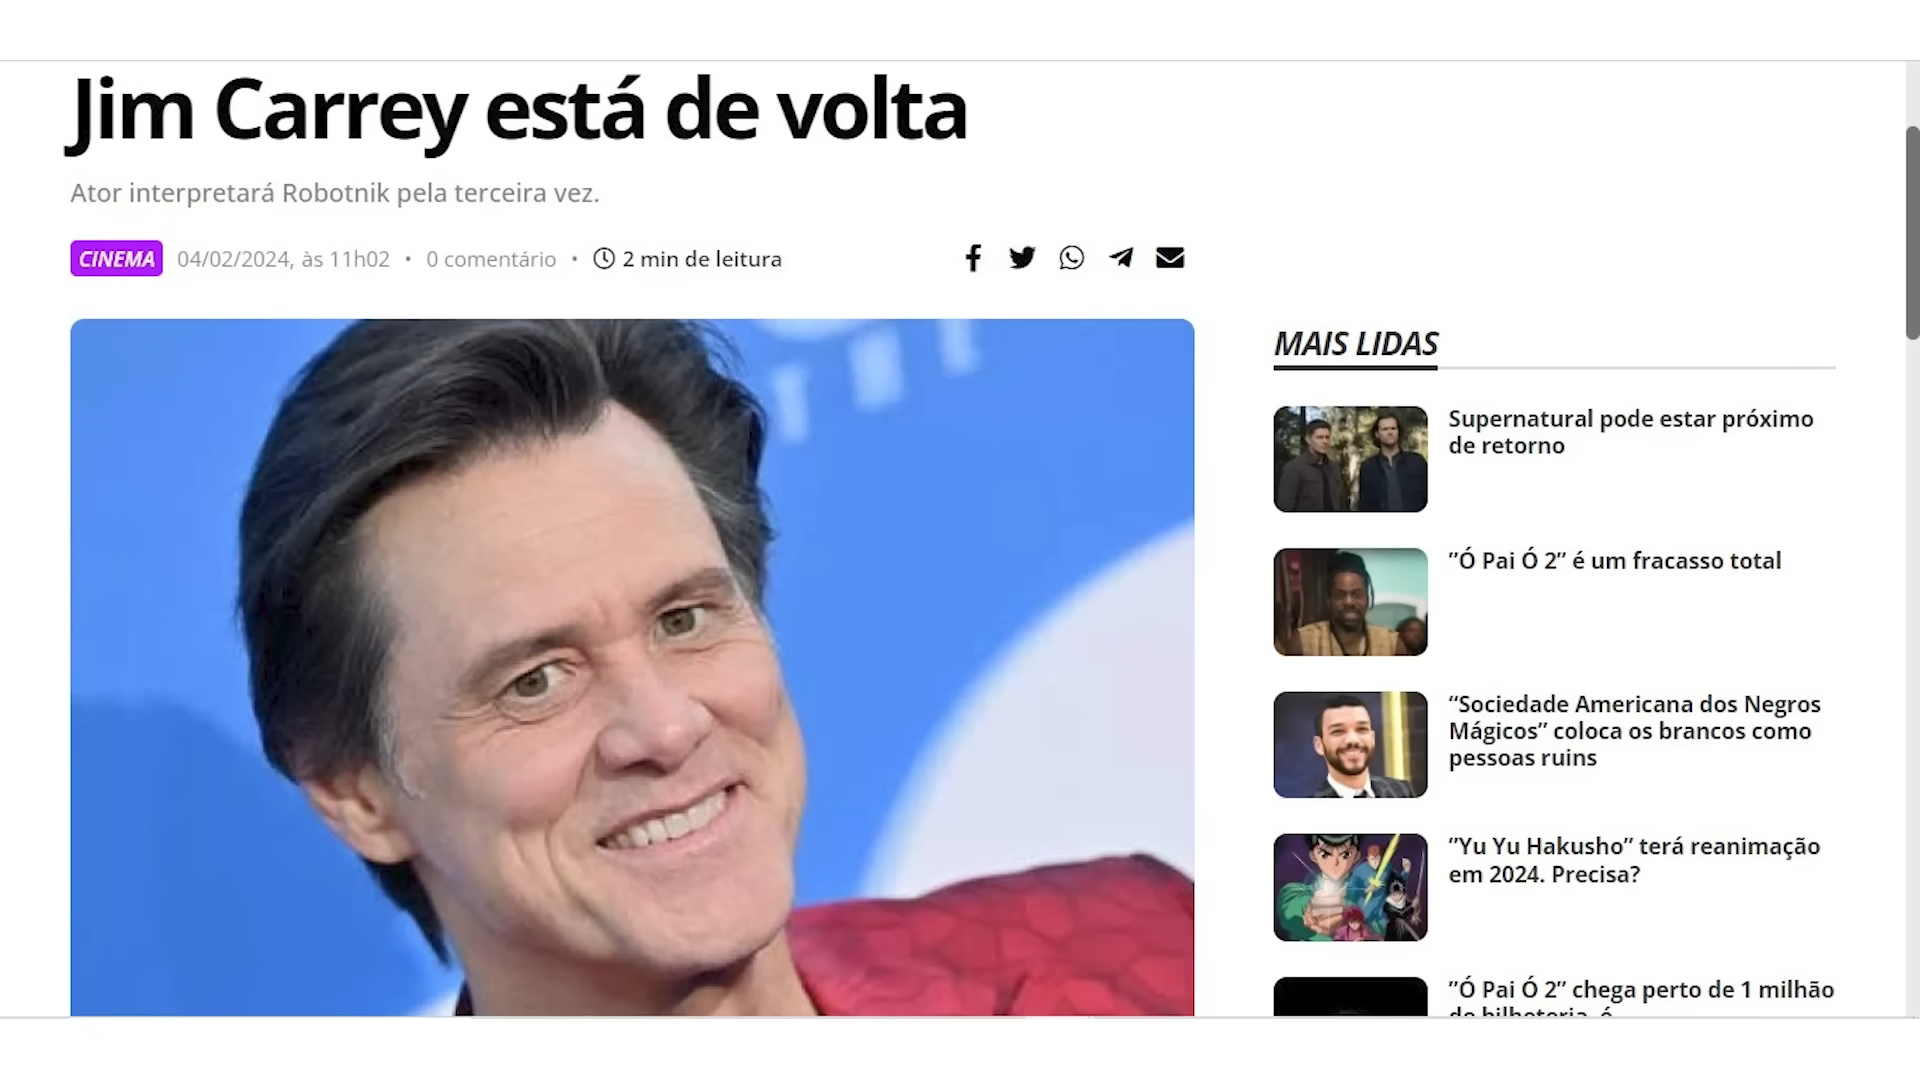 Jim Carrey está de volta
Ator interpretará Robotnik pela terceira vez.
CINEMA 04/02/2024, às 11h02 • 0 comentário • 2 min de leitura
MAIS LIDAS
Supernatural pode estar próximo
de retorno
”Ó Pai Ó 2” é um fracasso total
“Sociedade Americana dos Negros
Mágicos” coloca os brancos como
pessoas ruins
”Yu Yu Hakusho” terá reanimação
em 2024. Precisa?
”Ó Pai Ó 2” chega perto de 1 milhão
de bilheteria, é